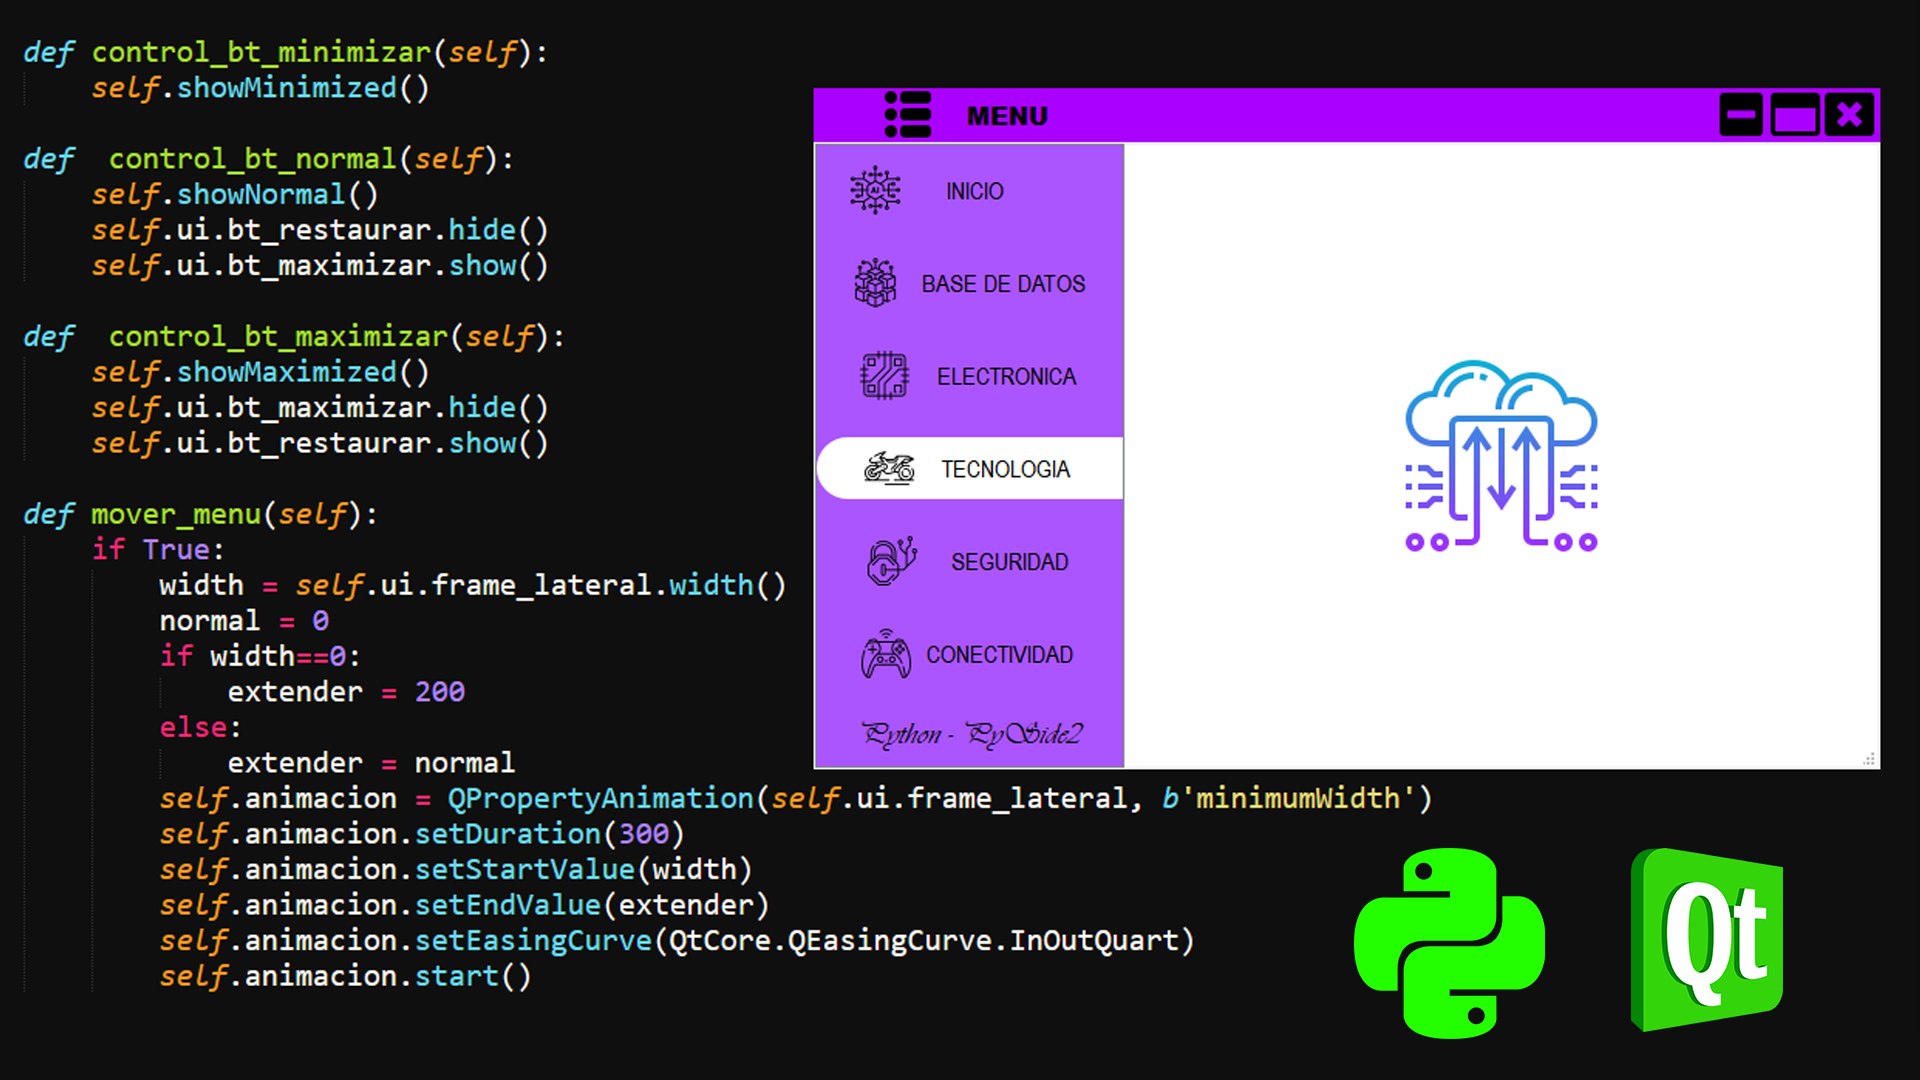 def control_bt_minimizar(self):
    self.showMinimized()
def  control_bt_normal(self):
    self.showNormal()
    self.ui.bt_restaurar.hide()
    self.ui.bt_maximizar.show()
def  control_bt_maximizar(self):
    self.showMaximized()
    self.ui.bt_maximizar.hide()
    self.ui.bt_restaurar.show()
def mover_menu(self):
    if True:
        width = self.ui.frame_lateral.width()
        normal = 0
        if width==0:
            extender = 200
        else:
            extender = normal
        self.animacion = QPropertyAnimation(self.ui.frame_lateral, b'minimumWidth')
        self.animacion.setDuration(300)
        self.animacion.setStartValue(width)
        self.animacion.setEndValue(extender)
        self.animacion.setEasingCurve(QtCore.QEasingCurve.InOutQuart)
        self.animacion.start()
MENU
AI
INICIO
BASE DE DATOS
ELECTRONICA
TECNOLOGIA
SEGURIDAD
CONECTIVIDAD
Python - PySide2
Qt